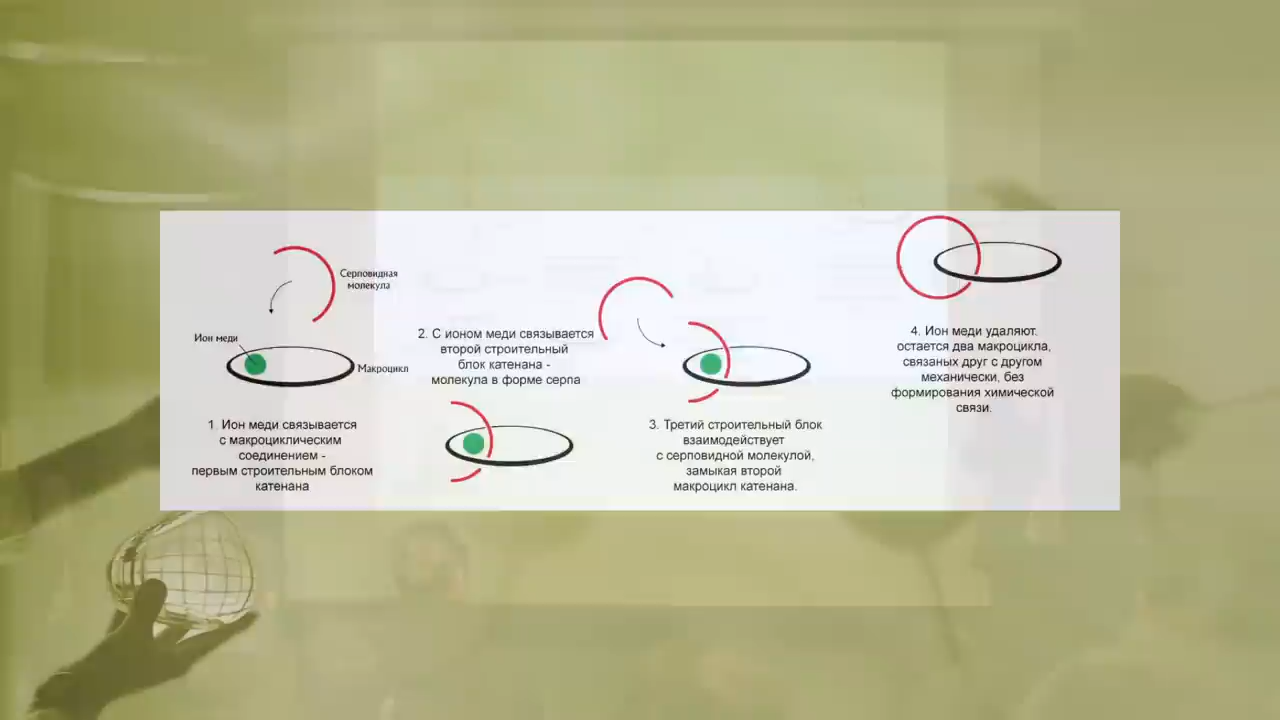 Серповидная
молекула
Ион меди
Макроцикл
1. Ион меди связывается
с макроциклическим
соединением -
первым строительным блоком
катенана
2. С ионом меди связывается
второй строительный
блок катенана -
молекула в форме серпа
3. Третий строительный блок
взаимодействует
с серповидной молекулой,
замыкая второй
макроцикл катенана.
4. Ион меди удаляют.
остается два макроцикла,
связаных друг с другом
механически, без
формирования химической
связи.